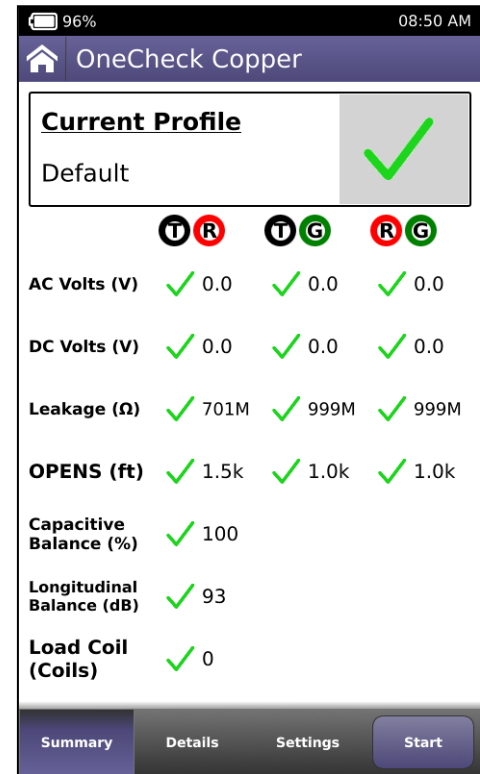 96% 08:50 AM
OneCheck Copper
Current Profile
Default
T R T G R G
AC Volts (V) 0.0 0.0 0.0
DC Volts (V) 0.0 0.0 0.0
Leakage (Ω) 701M 999M 999M
OPENS (ft) 1.5k 1.0k 1.0k
Capacitive
Balance (%) 100
Longitudinal
Balance (dB) 93
Load Coil
(Coils) 0
Summary Details Settings Start